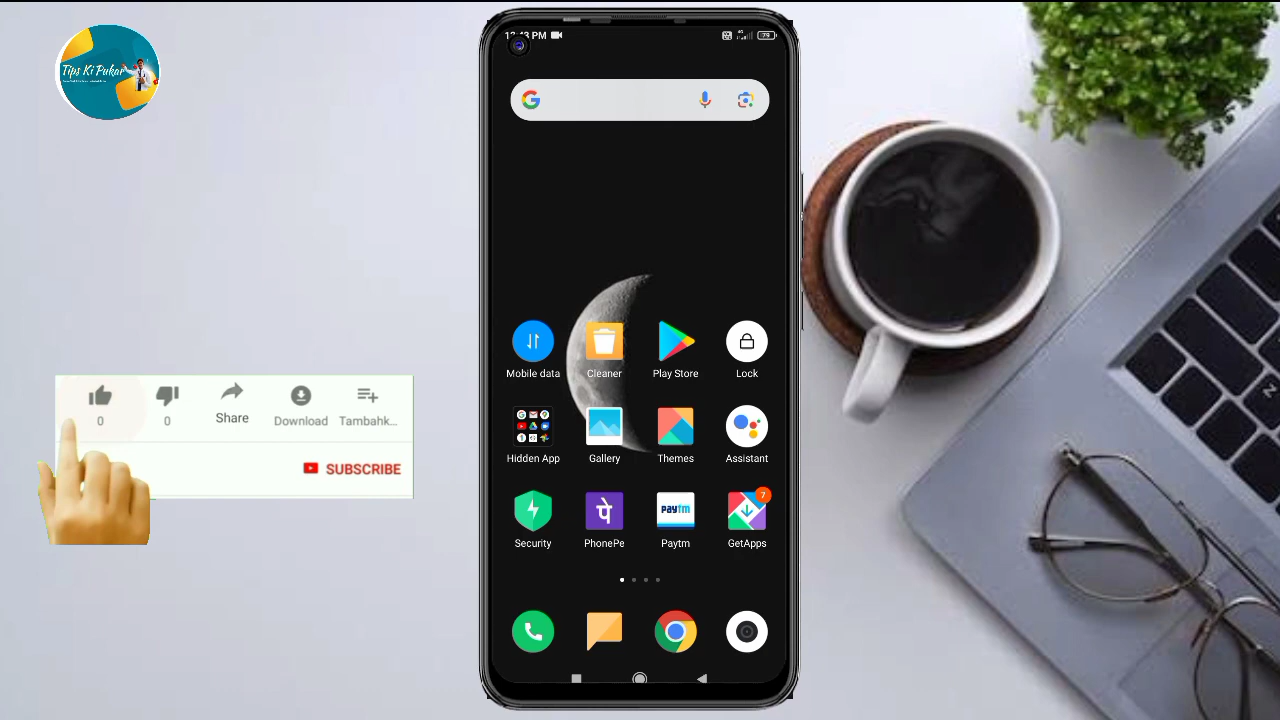 Tips Ki Pukar
PM
79
Mobile data
Cleaner
Play Store
Lock
Hidden App
Gallery
Themes
Assistant
7
पे
paytm
Security
PhonePe
Paytm
GetApps
0
0
Share
Download
Tambahk...
SUBSCRIBE